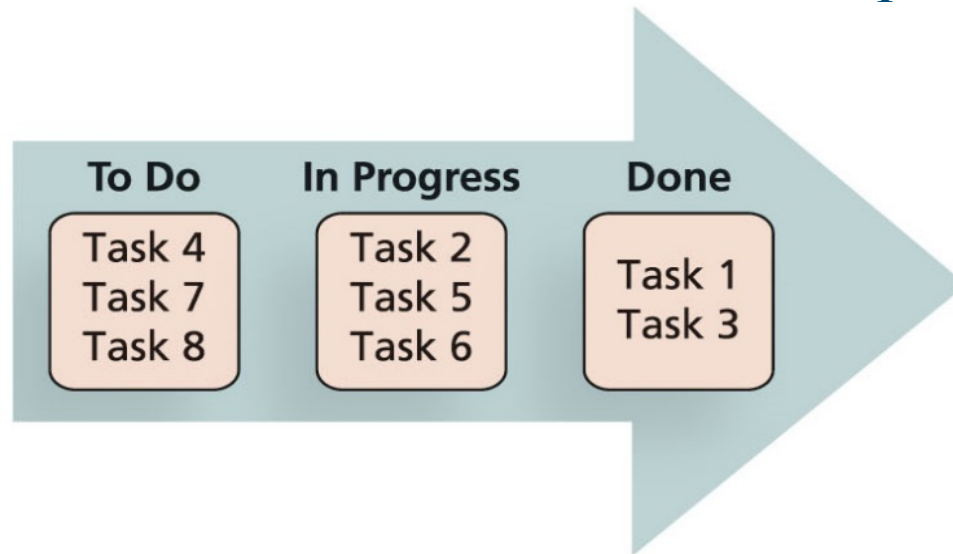 To Do
Task 4
Task 7
Task 8
In Progress
Task 2
Task 5
Task 6
Done
Task 1
Task 3